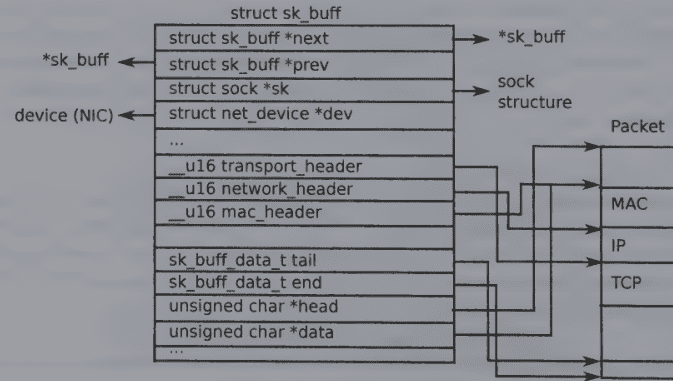 struct sk_buff
struct sk_buff *next
*sk_buff
*sk_buff
struct sk_buff *prev
struct sock *sk
sock
structure
device (NIC)
struct net_device *dev
...
Packet
__u16 transport_header
__u16 network_header
__u16 mac_header
MAC
IP
TCP
sk_buff_data_t tail
sk_buff_data_t end
unsigned char *head
unsigned char *data
...